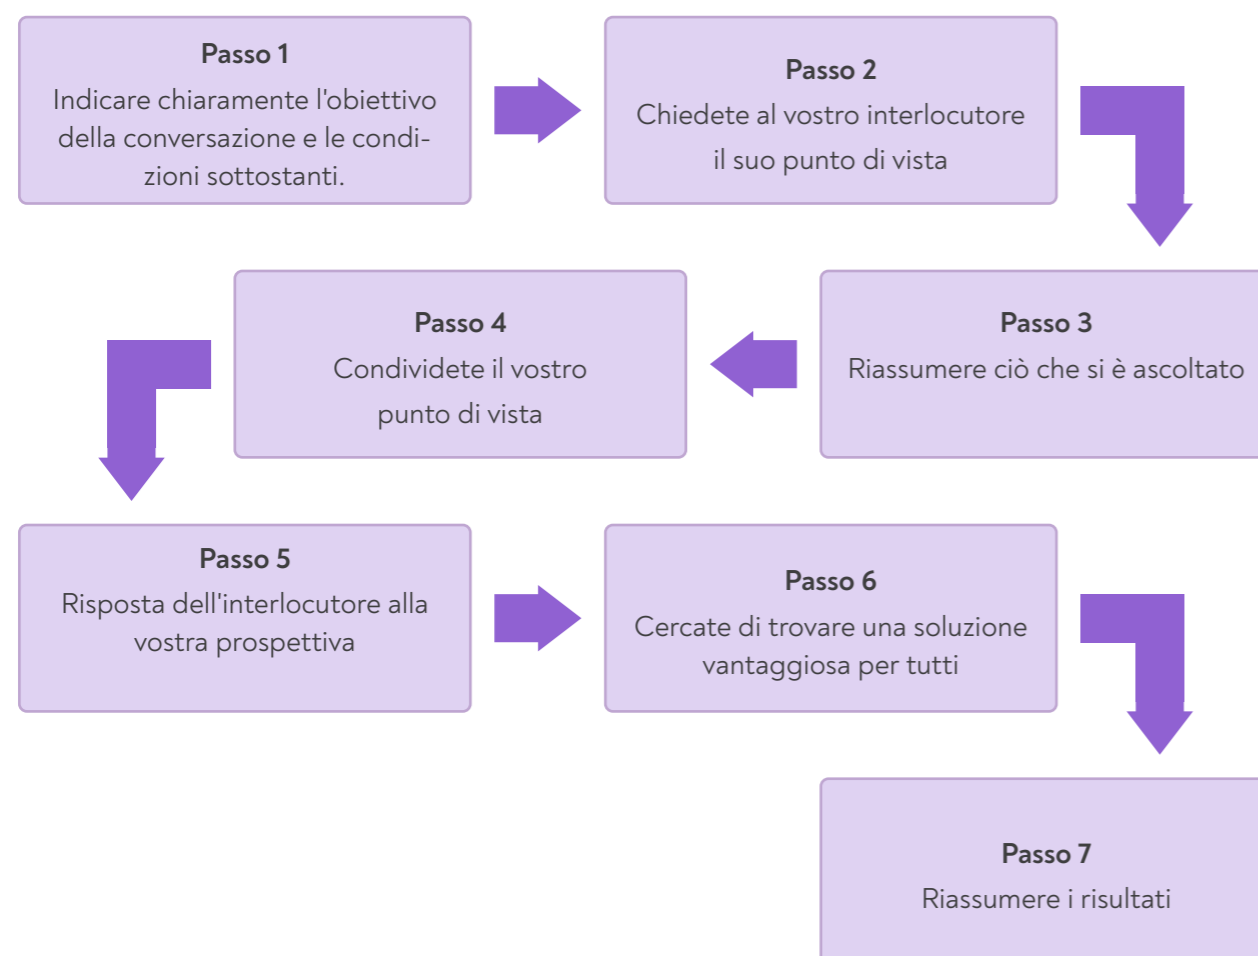 Passo 1
Indicare chiaramente l'obiettivo
della conversazione e le condi-
zioni sottostanti.
Passo 2
Chiedete al vostro interlocutore
il suo punto di vista
Passo 3
Riassumere ciò che si è ascoltato
Passo 4
Condividete il vostro
punto di vista
Passo 5
Risposta dell'interlocutore alla
vostra prospettiva
Passo 6
Cercate di trovare una soluzione
vantaggiosa per tutti
Passo 7
Riassumere i risultati